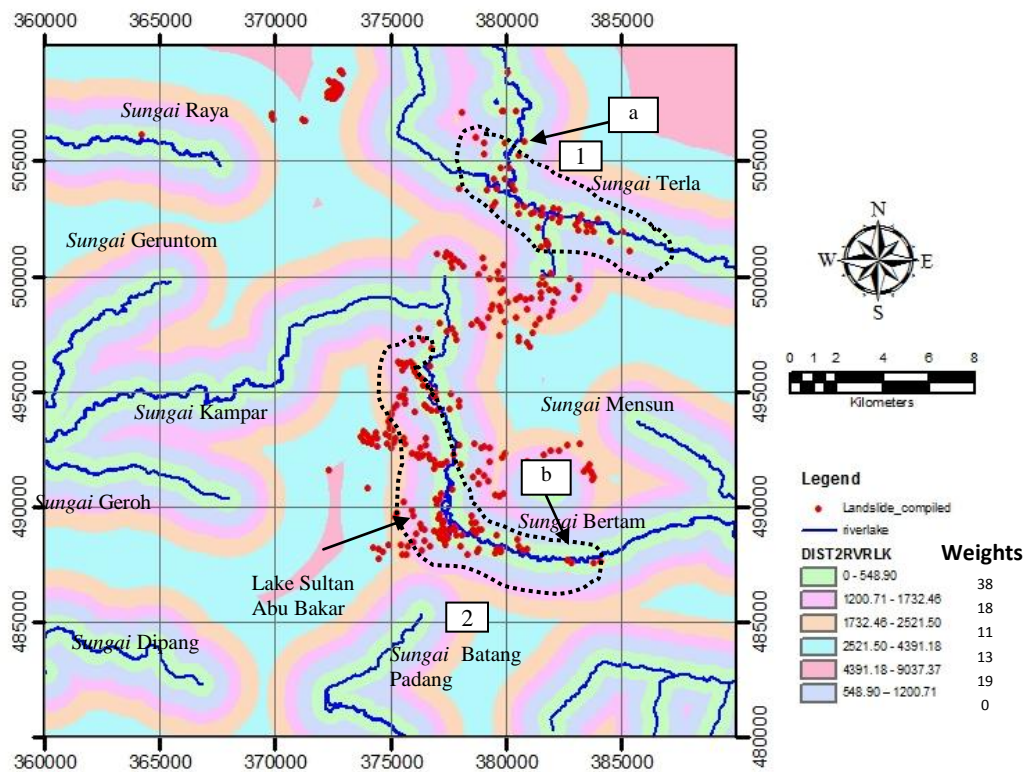 360000 365000 370000 375000 380000 385000
505000
500000
495000
490000
485000
480000
505000
500000
495000
490000
485000
480000
Sungai Raya
a
1
Sungai Terla
Sungai Geruntom
Sungai Kampar
Sungai Mensun
Sungai Geroh
b
Sungai Bertam
Lake Sultan
Abu Bakar
2
Sungai Dipang
Sungai Batang
Padang
360000 365000 370000 375000 380000 385000
N
W E
S
0 1 2 4 6 8
Kilometers
Legend
Landslide_compiled
riverlake
DIST2RVRLK Weights
0 - 548.90 38
1200.71 - 1732.46 18
1732.46 - 2521.50 11
2521.50 - 4391.18 13
4391.18 - 9037.37 19
548.90 – 1200.71 0